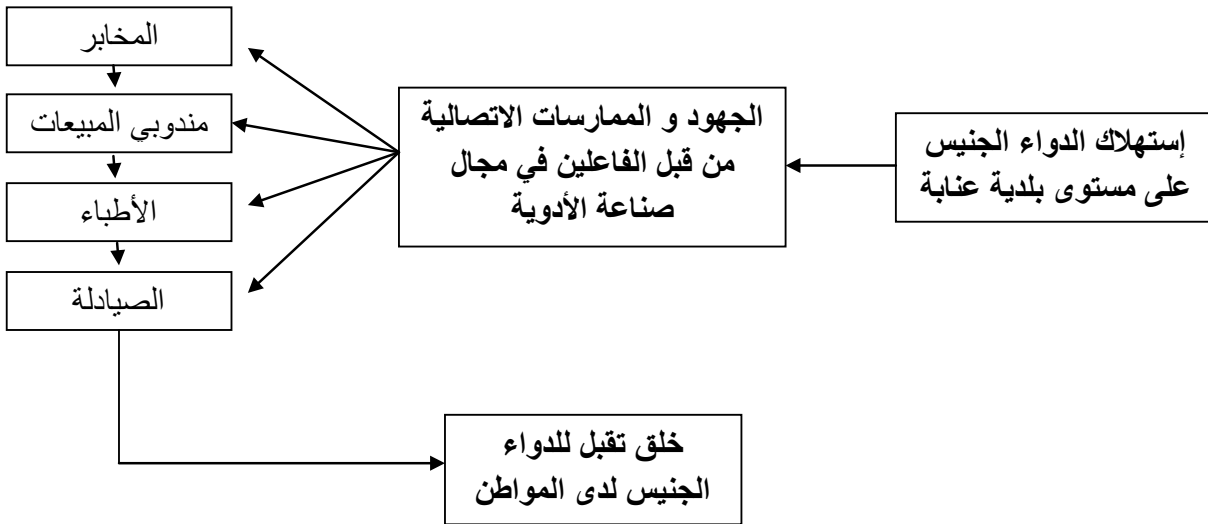 إستهلاك الدواء الجنيس
على مستوى بلدية عنابة
الجهود و الممارسات الاتصالية
من قبل الفاعلين في مجال
صناعة الأدوية
المخابر
مندوبي المبيعات
الأطباء
الصيادلة
خلق تقبل للدواء
الجنيس لدى المواطن